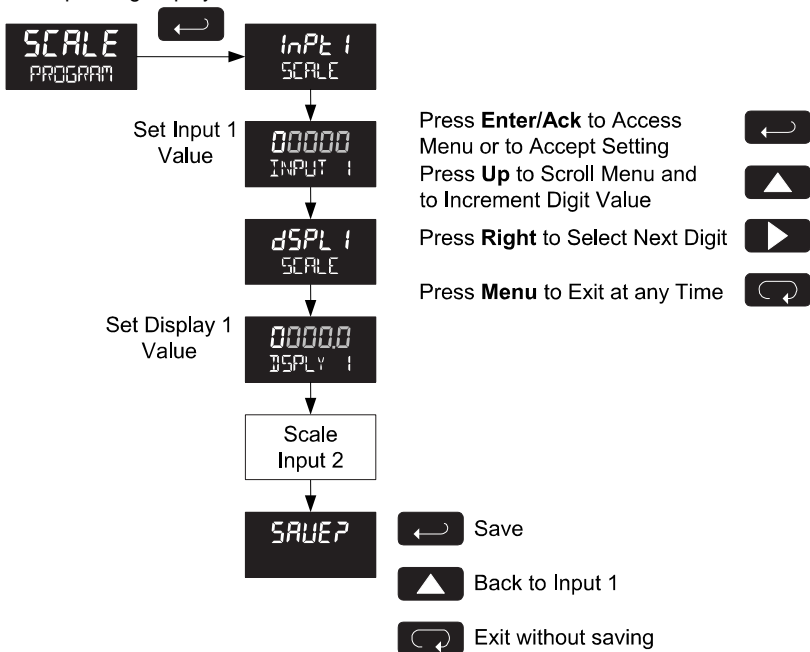 SCALE
PROGRAM
InPt 1
SCALE
Set Input 1
Value
00000
INPUT 1
dSPL 1
SCALE
Set Display 1
Value
0000.0
DSPLY 1
Scale
Input 2
SAVE?
Press Enter/Ack to Access
Menu or to Accept Setting
Press Up to Scroll Menu and
to Increment Digit Value
Press Right to Select Next Digit
Press Menu to Exit at any Time
Save
Back to Input 1
Exit without saving